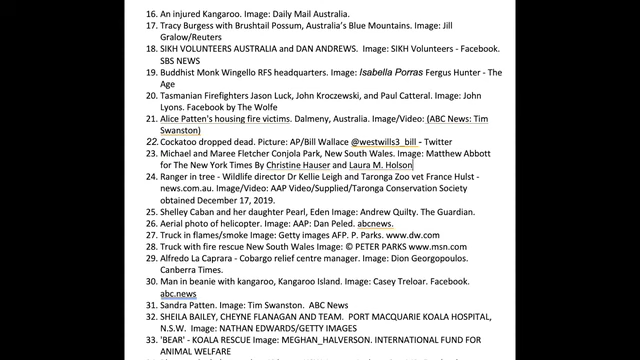 16. An injured Kangaroo. Image: Daily Mail Australia.
17. Tracy Burgess with Brushtail Possum, Australia's Blue Mountains. Image: Jill
Gralow/Reuters
18. SIKH VOLUNTEERS AUSTRALIA and DAN ANDREWS.  Image: SIKH Volunteers - Facebook.
SBS NEWS
19. Buddhist Monk Wingello RFS headquarters. Image: Isabella Porras Fergus Hunter - The
Age
20. Tasmanian Firefighters Jason Luck, John Kroczewski, and Paul Catteral. Image: John
Lyons. Facebook by The Wolfe
21. Alice Patten's housing fire victims. Dalmeny, Australia. Image/Video: (ABC News: Tim
Swanston)
22. Cockatoo dropped dead. Picture: AP/Bill Wallace @westwills3_bill - Twitter
23. Michael and Maree Fletcher Conjola Park, New South Wales. Image: Matthew Abbott
for The New York Times By Christine Hauser and Laura M. Holson
24. Ranger in tree - Wildlife director Dr Kellie Leigh and Taronga Zoo vet France Hulst -
news.com.au. Image/Video: AAP Video/Supplied/Taronga Conservation Society
obtained December 17, 2019.
25. Shelley Caban and her daughter Pearl, Eden Image: Andrew Quilty. The Guardian.
26. Aerial photo of helicopter. Image: AAP: Dan Peled. abcnews.
27. Truck in flames/smoke Image: Getty images AFP. P. Parks. www.dw.com
28. Truck with fire rescue New South Wales Image: © PETER PARKS www.msn.com
29. Alfredo La Caprara - Cobargo relief centre manager. Image: Dion Georgopoulos.
Canberra Times.
30. Man in beanie with kangaroo, Kangaroo Island. Image: Casey Treloar. Facebook.
abc.news
31. Sandra Patten. Image: Tim Swanston.  ABC News
32. SHEILA BAILEY, CHEYNE FLANAGAN AND TEAM.  PORT MACQUARIE KOALA HOSPITAL,
N.S.W.  Image: NATHAN EDWARDS/GETTY IMAGES
33. 'BEAR' - KOALA RESCUE Image: MEGHAN_HALVERSON. INTERNATIONAL FUND FOR
ANIMAL WELFARE